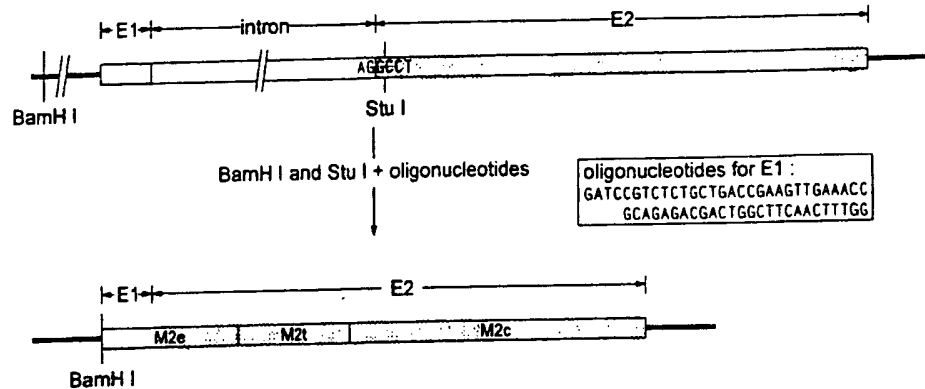 E1 intron E2
AGGCCT
BamH I Stu I
BamH I and Stu I + oligonucleotides
oligonucleotides for E1 :
GATCCGTCTCTGCTGACCGAAGTTGAAACC
GCAGAGACGACTGGCTTCAACTTTGG
E1 E2
M2e M2t M2c
BamH I